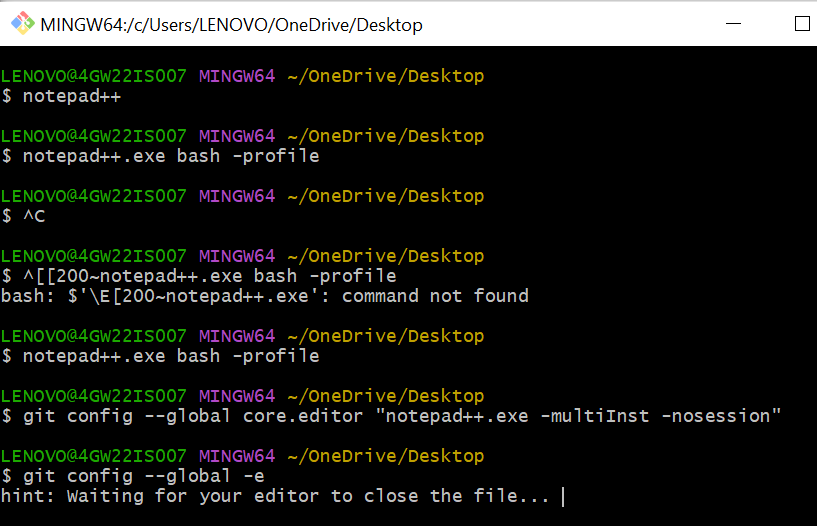 MINGW64:/c/Users/LENOVO/OneDrive/Desktop
LENOVO@4GW22IS007 MINGW64 ~/OneDrive/Desktop
$ notepad++
LENOVO@4GW22IS007 MINGW64 ~/OneDrive/Desktop
$ notepad++.exe bash -profile
LENOVO@4GW22IS007 MINGW64 ~/OneDrive/Desktop
$ ^C
LENOVO@4GW22IS007 MINGW64 ~/OneDrive/Desktop
$ ^[[200~notepad++.exe bash -profile
bash: $'\E[200~notepad++.exe': command not found
LENOVO@4GW22IS007 MINGW64 ~/OneDrive/Desktop
$ notepad++.exe bash -profile
LENOVO@4GW22IS007 MINGW64 ~/OneDrive/Desktop
$ git config --global core.editor "notepad++.exe -multiInst -nosession"
LENOVO@4GW22IS007 MINGW64 ~/OneDrive/Desktop
$ git config --global -e
hint: Waiting for your editor to close the file...